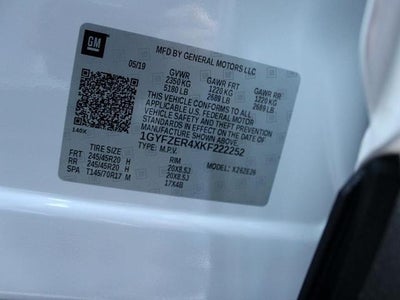 GM
MFD BY GENERAL MOTORS LLC
05/19 GVWR GAWR FRT GAWR RR
2350 KG 1220 KG 1220 KG
5180 LB 2689 LB 2689 LB
THIS VEHICLE CONFORMS TO ALL
APPLICABLE U.S. FEDERAL MOTOR
VEHICLE SAFETY AND THEFT PREVENTION
STANDARDS IN EFFECT ON THE DATE OF
MANUFACTURE SHOWN ABOVE.
140X 1GYFZER4XKF222252
TYPE: M.P.V.
RIM
FRT 245/45R20 H 20X8.5J
RR 245/45R20 H 20X8.5J
SPA T145/70R17 M 17X4B